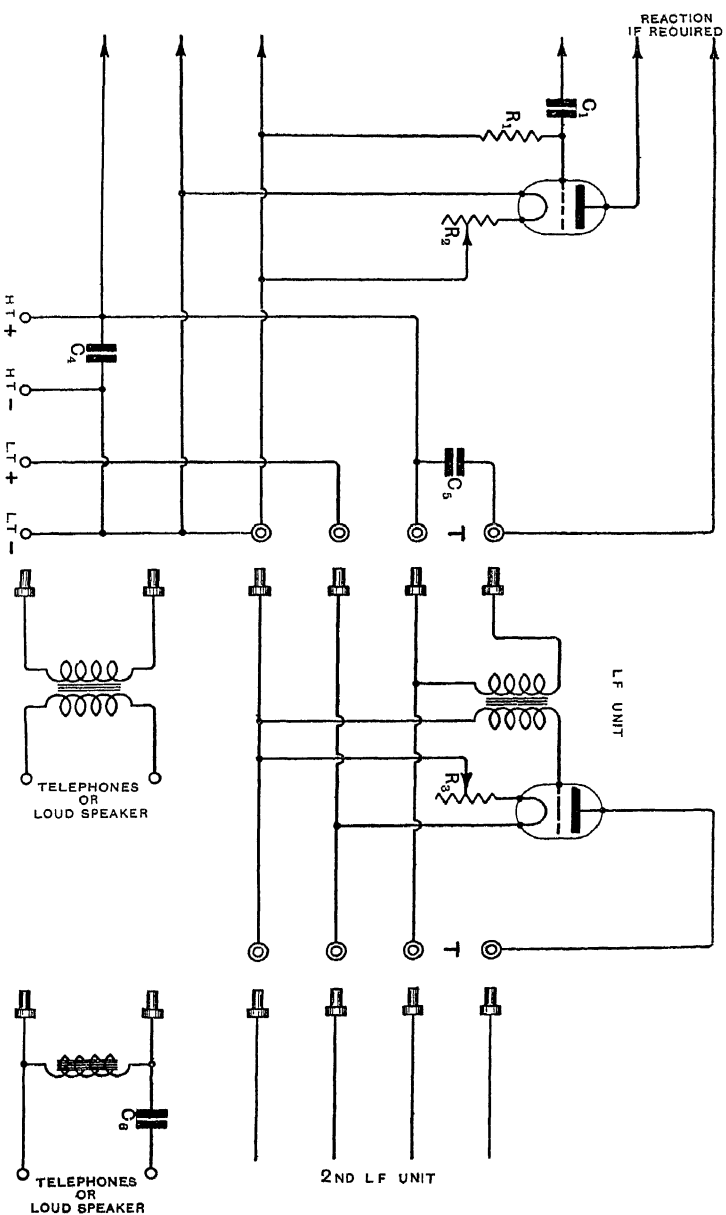 REACTION
IF REQUIRED
C₁
R₁
R₂
HT+
C₄
HT-
LT+
LT-
C₅
T
LF UNIT
R₃
TELEPHONES
OR
LOUD SPEAKER
T
C₆
2ND LF UNIT
TELEPHONES
OR
LOUD SPEAKER